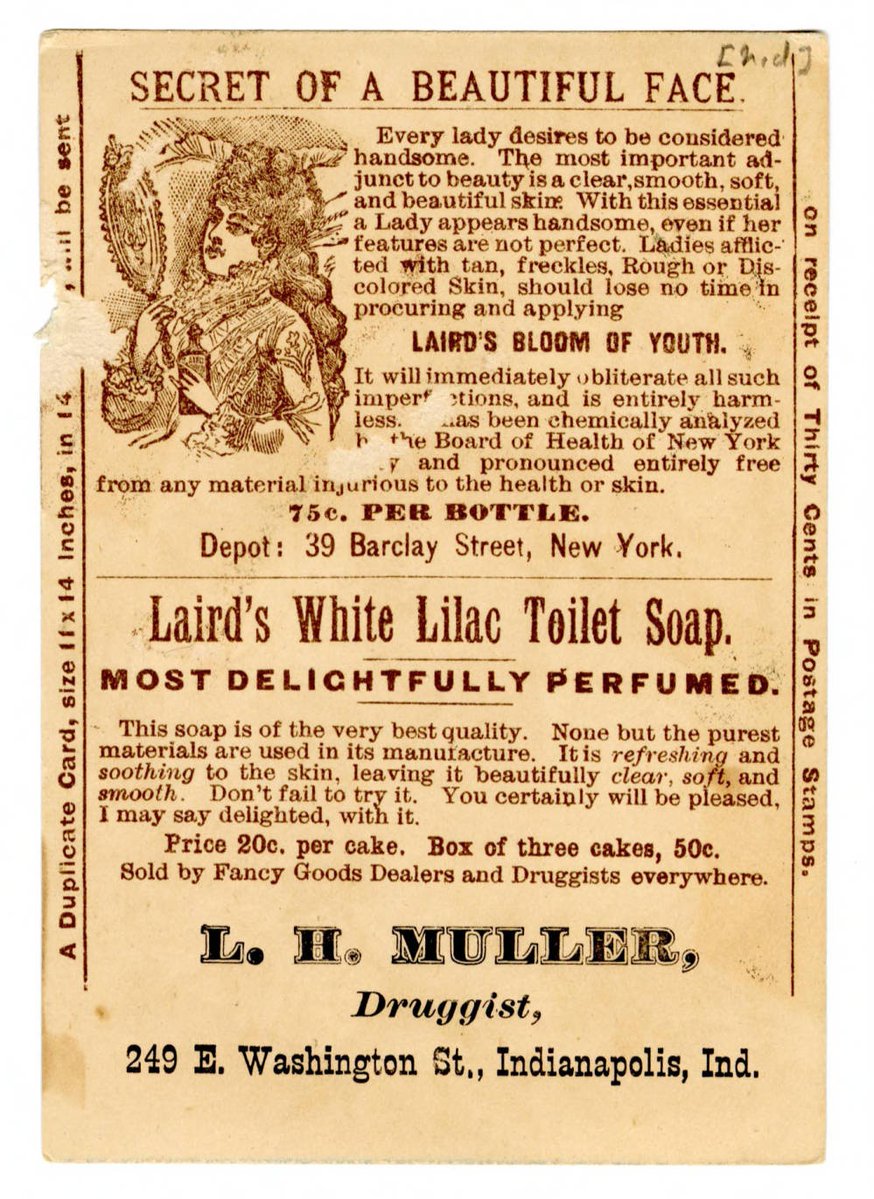 [n.d]
SECRET OF A BEAUTIFUL FACE.
Every lady desires to be considered
handsome. The most important ad-
junct to beauty is a clear, smooth, soft,
and beautiful skin. With this essential
a Lady appears handsome, even if her
features are not perfect. Ladies afflic-
ted with tan, freckles, Rough or Dis-
colored Skin, should lose no time in
procuring and applying
LAIRD'S BLOOM OF YOUTH.
It will immediately obliterate all such
imperfections, and is entirely harm-
less. has been chemically analyzed
the Board of Health of New York
and pronounced entirely free
from any material injurious to the health or skin.
75c. PER BOTTLE.
Depot: 39 Barclay Street, New York.
Laird's White Lilac Toilet Soap.
MOST DELIGHTFULLY PERFUMED.
This soap is of the very best quality. None but the purest
materials are used in its manufacture. It is refreshing and
soothing to the skin, leaving it beautifully clear, soft, and
smooth. Don't fail to try it. You certainly will be pleased,
I may say delighted, with it.
Price 20c. per cake. Box of three cakes, 50c.
Sold by Fancy Goods Dealers and Druggists everywhere.
L. H. MULLER,
Druggist,
249 E. Washington St., Indianapolis, Ind.
A Duplicate Card, size 11 x 14 Inches, in 14 , will be sent
on receipt of Thirty Cents in Postage Stamps.